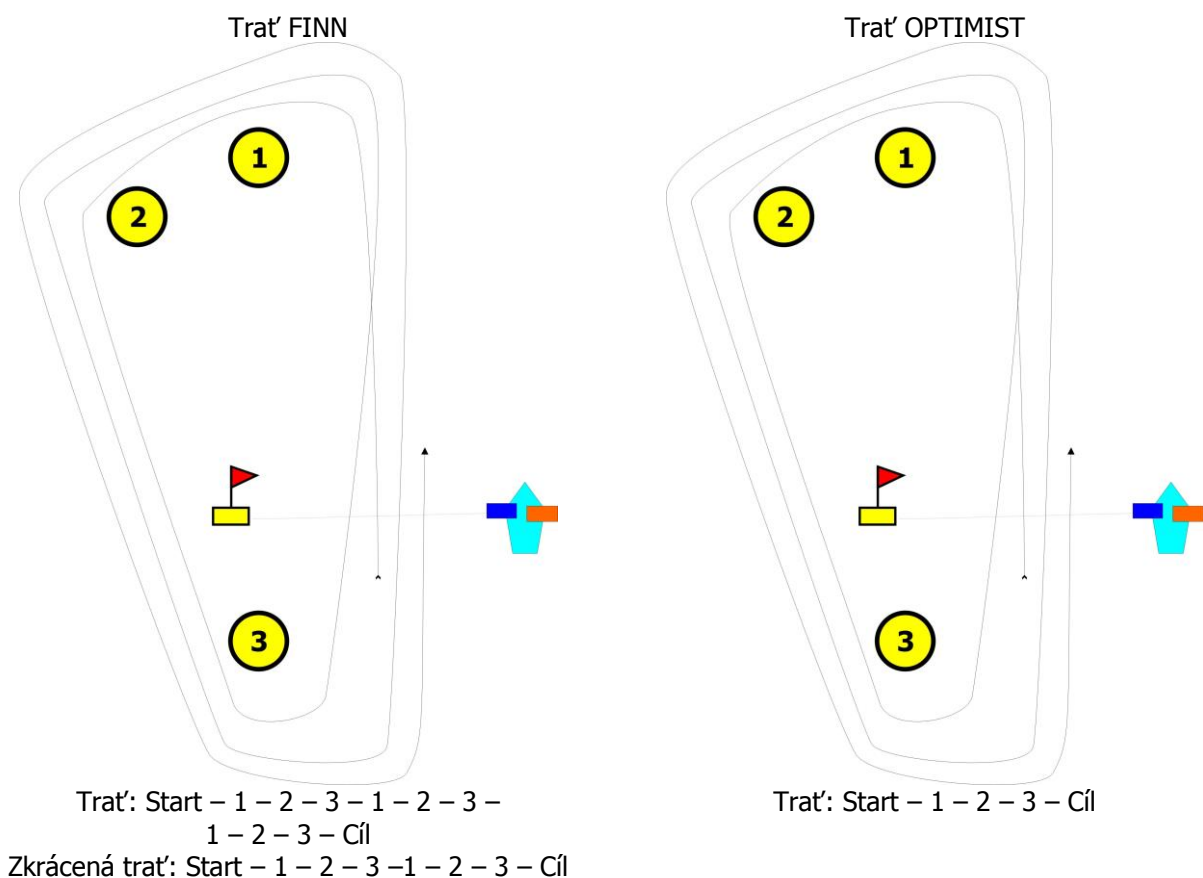 Trať FINN
1
2
3
Trať: Start – 1 – 2 – 3 – 1 – 2 – 3 –
1 – 2 – 3 – Cíl
Zkrácená trať: Start – 1 – 2 – 3 –1 – 2 – 3 – Cíl
Trať OPTIMIST
1
2
3
Trať: Start – 1 – 2 – 3 – Cíl